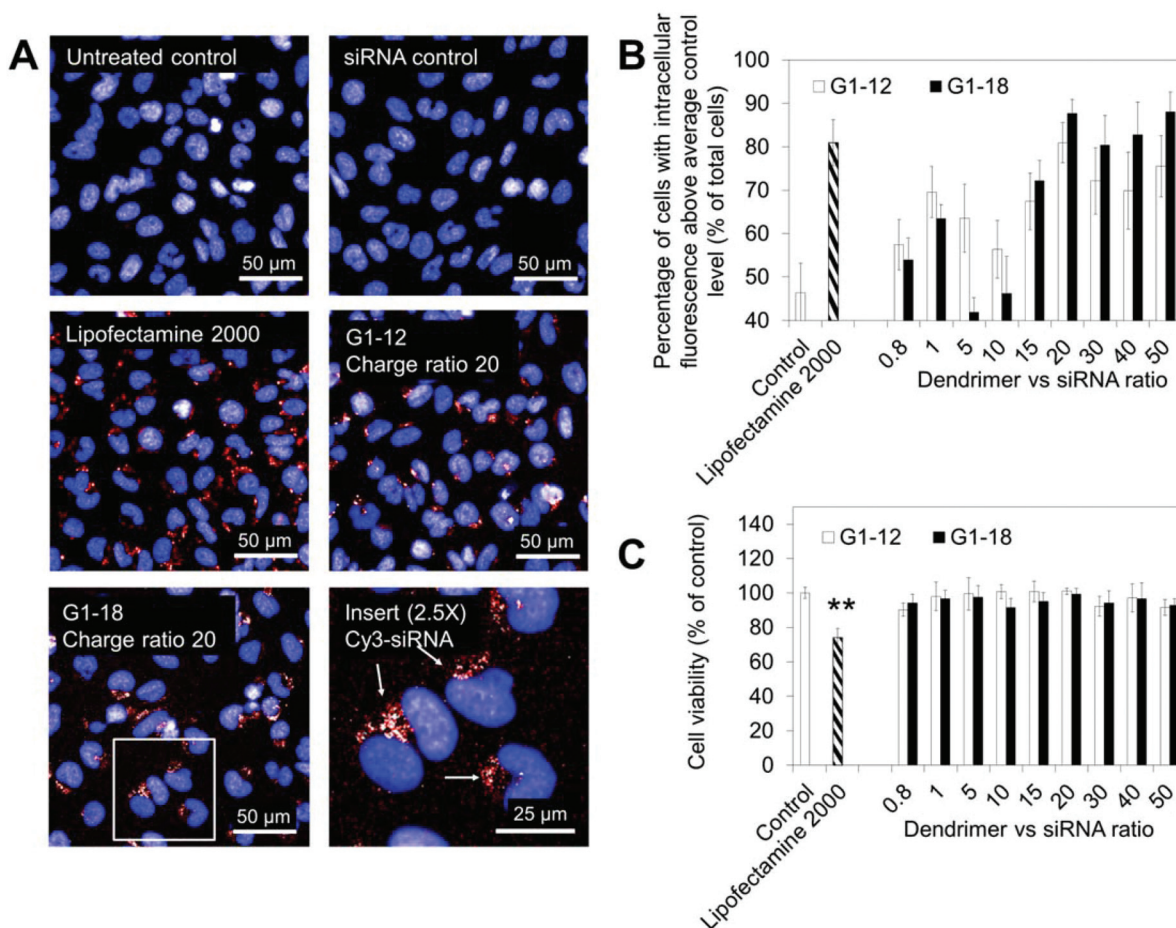 A
Untreated control
50 µm
siRNA control
50 µm
Lipofectamine 2000
50 µm
G1-12
Charge ratio 20
50 µm
G1-18
Charge ratio 20
50 µm
Insert (2.5X)
Cy3-siRNA
25 µm
B
Percentage of cells with intracellular
fluorescence above average control
level (% of total cells)
100
90
80
70
60
50
40
G1-12
G1-18
Control
Lipofectamine 2000
0.8
1
5
10
15
20
30
40
50
Dendrimer vs siRNA ratio
C
Cell viability (% of control)
140
120
100
80
60
40
20
0
G1-12
G1-18
**
Control
Lipofectamine 2000
0.8
1
5
10
15
20
30
40
50
Dendrimer vs siRNA ratio